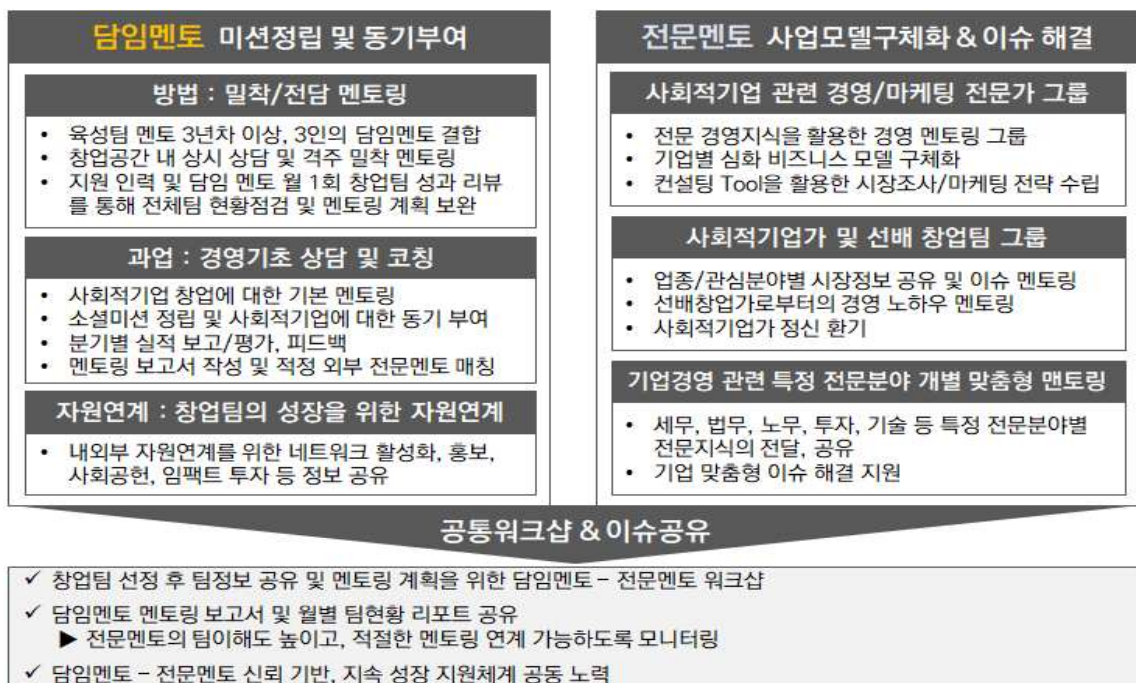 담임멘토 미션정립 및 동기부여
방법 : 밀착/전담 멘토링
• 육성팀 멘토 3년차 이상, 3인의 담임멘토 결합
• 창업공간 내 상시 상담 및 격주 밀착 멘토링
• 지원 인력 및 담임 멘토 월 1회 창업팀 성과 리뷰
를 통해 전체팀 현황점검 및 멘토링 계획 보완
과업 : 경영기초 상담 및 코칭
• 사회적기업 창업에 대한 기본 멘토링
• 소셜미션 정립 및 사회적기업에 대한 동기 부여
• 분기별 실적 보고/평가, 피드백
• 멘토링 보고서 작성 및 적정 외부 전문멘토 매칭
자원연계 : 창업팀의 성장을 위한 자원연계
• 내외부 자원연계를 위한 네트워크 활성화, 홍보,
사회공헌, 임팩트 투자 등 정보 공유
전문멘토 사업모델구체화 & 이슈 해결
사회적기업 관련 경영/마케팅 전문가 그룹
• 전문 경영지식을 활용한 경영 멘토링 그룹
• 기업별 심화 비즈니스 모델 구체화
• 컨설팅 Tool을 활용한 시장조사/마케팅 전략 수립
사회적기업가 및 선배 창업팀 그룹
• 업종/관심분야별 시장정보 공유 및 이슈 멘토링
• 선배창업가로부터의 경영 노하우 멘토링
• 사회적기업가 정신 환기
기업경영 관련 특정 전문분야 개별 맞춤형 맨토링
• 세무, 법무, 노무, 투자, 기술 등 특정 전문분야별
전문지식의 전달, 공유
• 기업 맞춤형 이슈 해결 지원
공통워크샵 & 이슈공유
✓ 창업팀 선정 후 팀정보 공유 및 멘토링 계획을 위한 담임멘토 – 전문멘토 워크샵
✓ 담임멘토 멘토링 보고서 및 월별 팀현황 리포트 공유
▶ 전문멘토의 팀이해도 높이고, 적절한 멘토링 연계 가능하도록 모니터링
✓ 담임멘토 – 전문멘토 신뢰 기반, 지속 성장 지원체계 공동 노력